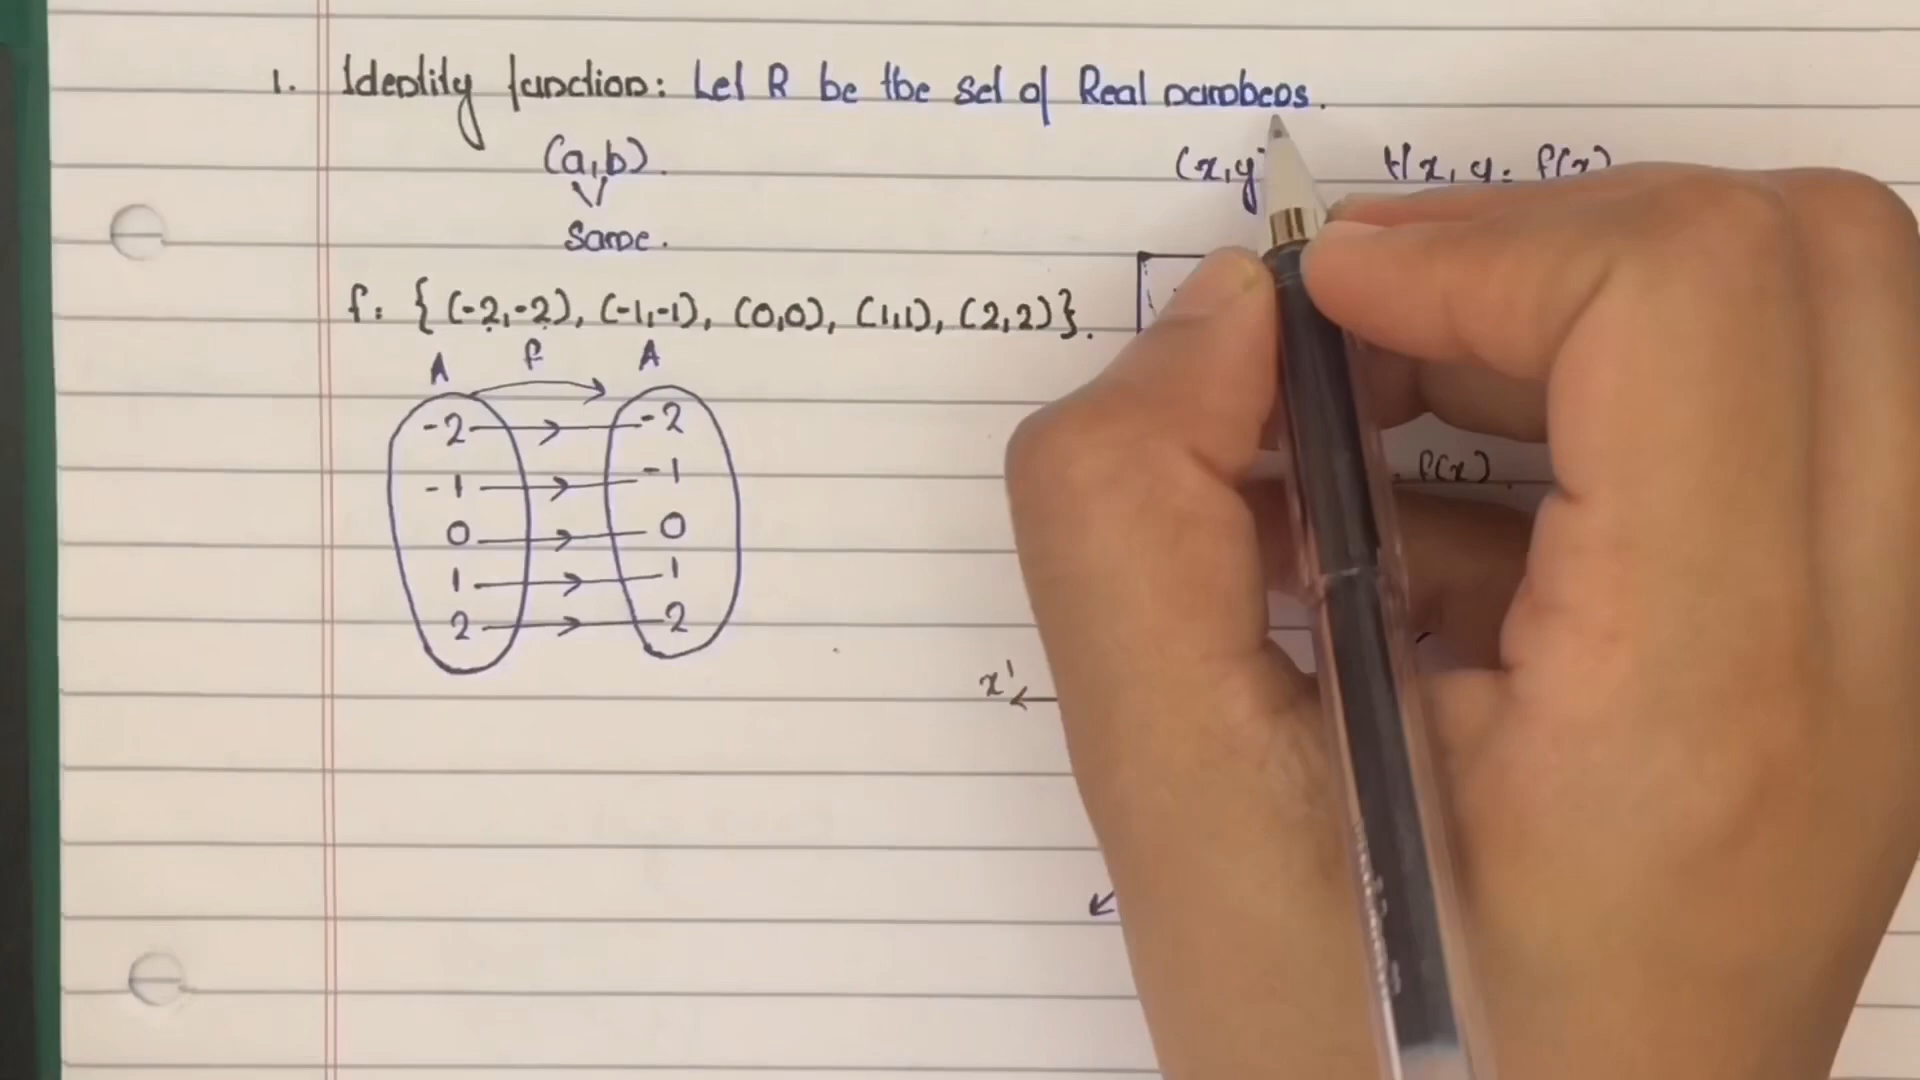 1. Identity function: Let R be the set of Real numbers.
(a,b).
same.
(x,y
f(x)
f: { (-2,-2), (-1,-1), (0,0), (1,1), (2,2)}.
A f A
-2 -2
-1 -1
0 0
1 1
2 2
f(x)
x'